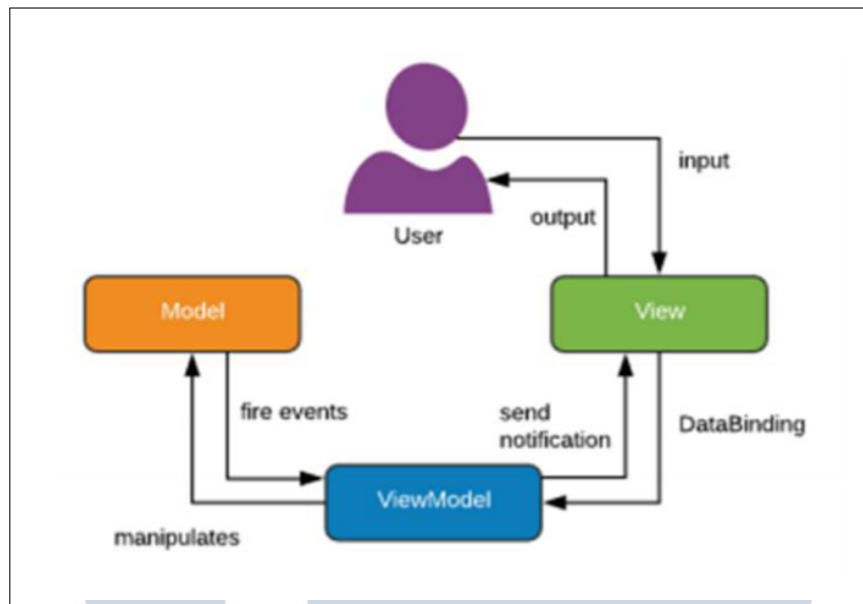 input
output
User
Model
View
fire events
send
notification
DataBinding
ViewModel
manipulates